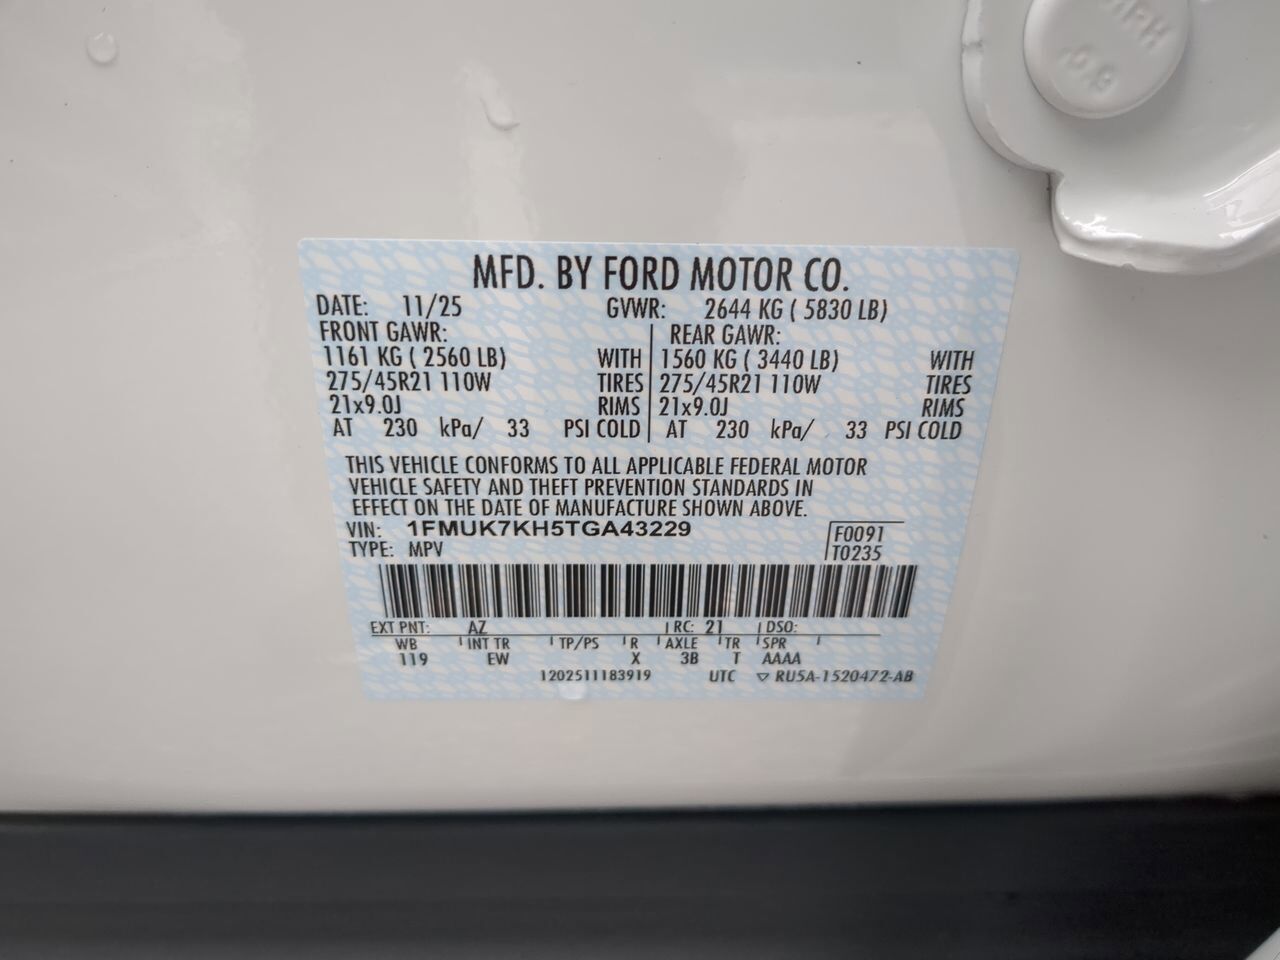 MFD. BY FORD MOTOR CO.
DATE: 11/25 GVWR: 2644 KG ( 5830 LB)
FRONT GAWR: REAR GAWR:
1161 KG ( 2560 LB) WITH 1560 KG ( 3440 LB) WITH
275/45R21 110W TIRES 275/45R21 110W TIRES
21x9.0J RIMS 21x9.0J RIMS
AT 230 kPa/ 33 PSI COLD AT 230 kPa/ 33 PSI COLD
THIS VEHICLE CONFORMS TO ALL APPLICABLE FEDERAL MOTOR
VEHICLE SAFETY AND THEFT PREVENTION STANDARDS IN
EFFECT ON THE DATE OF MANUFACTURE SHOWN ABOVE.
VIN: 1FMUK7KH5TGA43229 F0091
TYPE: MPV T0235
EXT PNT: AZ RC: 21 DSO:
WB INT TR TP/PS R AXLE TR SPR
119 EW X 3B T AAAA
1202511183919 UTC ▽ RU5A-1520472-AB